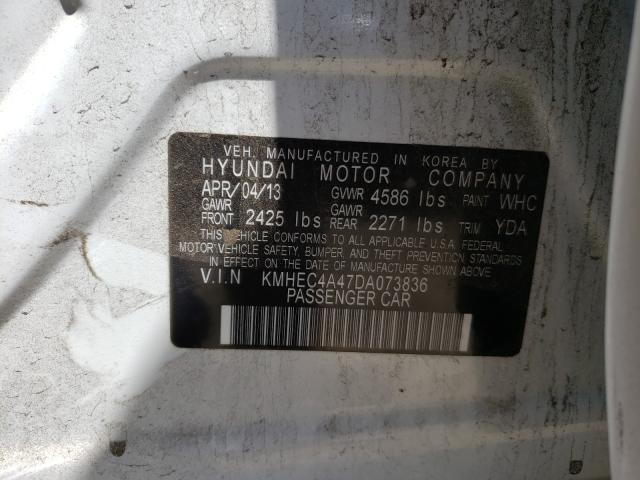 VEH. MANUFACTURED IN KOREA BY
HYUNDAI MOTOR COMPANY
APR/04/13 GVWR 4586 lbs PAINT WHC
GAWR FRONT 2425 lbs GAWR REAR 2271 lbs TRIM YDA
THIS VEHICLE CONFORMS TO ALL APPLICABLE U.S.A. FEDERAL
MOTOR VEHICLE SAFETY, BUMPER, AND THEFT PREVENTION STANDARDS
IN EFFECT ON THE DATE OF MANUFACTURE SHOWN ABOVE.
V.I.N KMHEC4A47DA073836
PASSENGER CAR